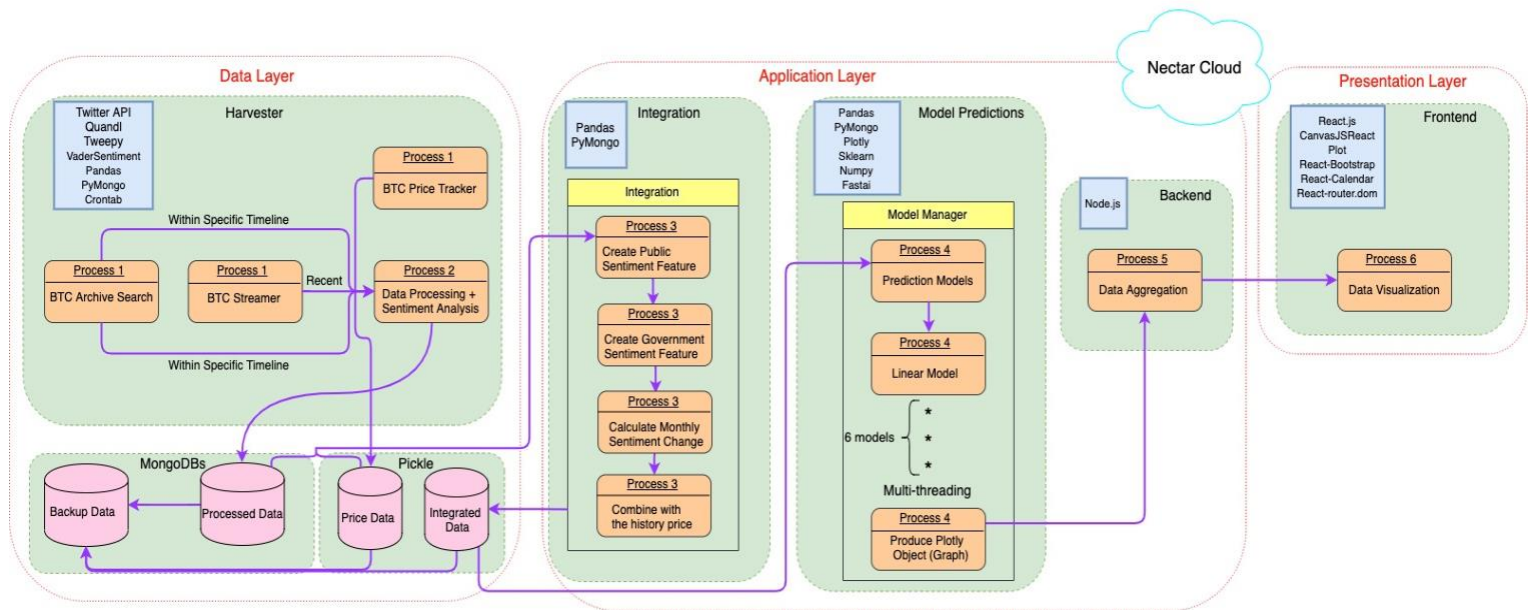 Data Layer
Harvester
Twitter API
Quandl
Tweepy
VaderSentiment
Pandas
PyMongo
Crontab
Process 1
BTC Price Tracker
Within Specific Timeline
Process 1
BTC Archive Search
Process 1
BTC Streamer
Recent
Process 2
Data Processing +
Sentiment Analysis
Within Specific Timeline
MongoDBs
Backup Data
Processed Data
Pickle
Price Data
Integrated
Data
Application Layer
Integration
Pandas
PyMongo
Integration
Process 3
Create Public
Sentiment Feature
Process 3
Create Government
Sentiment Feature
Process 3
Calculate Monthly
Sentiment Change
Process 3
Combine with
the history price
Model Predictions
Pandas
PyMongo
Plotly
Sklearn
Numpy
Fastai
Model Manager
Process 4
Prediction Models
Process 4
Linear Model
6 models
*
*
*
Multi-threading
Process 4
Produce Plotly
Object (Graph)
Nectar Cloud
Backend
Node.js
Process 5
Data Aggregation
Presentation Layer
Frontend
React.js
CanvasJSReact
Plot
React-Bootstrap
React-Calendar
React-router.dom
Process 6
Data Visualization